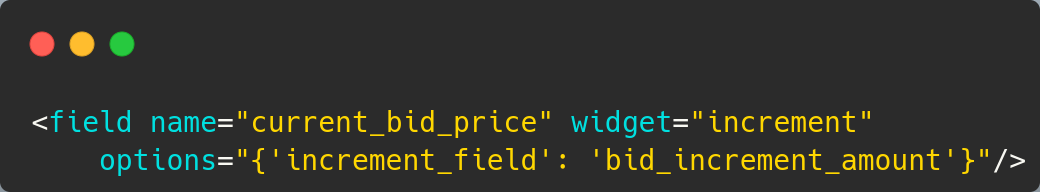 <field name="current_bid_price" widget="increment"
    options="{'increment_field': 'bid_increment_amount'}"/>